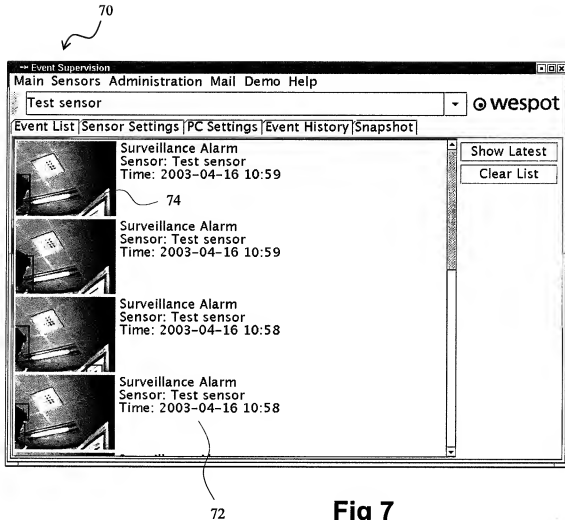 70
Event Supervision
Main Sensors Administration Mail Demo Help
Test sensor
wespot
Event List Sensor Settings PC Settings Event History Snapshot
Surveillance Alarm
Sensor: Test sensor
Time: 2003-04-16 10:59
Show Latest
Clear List
74
Surveillance Alarm
Sensor: Test sensor
Time: 2003-04-16 10:59
Surveillance Alarm
Sensor: Test sensor
Time: 2003-04-16 10:58
Surveillance Alarm
Sensor: Test sensor
Time: 2003-04-16 10:58
72
Fig 7